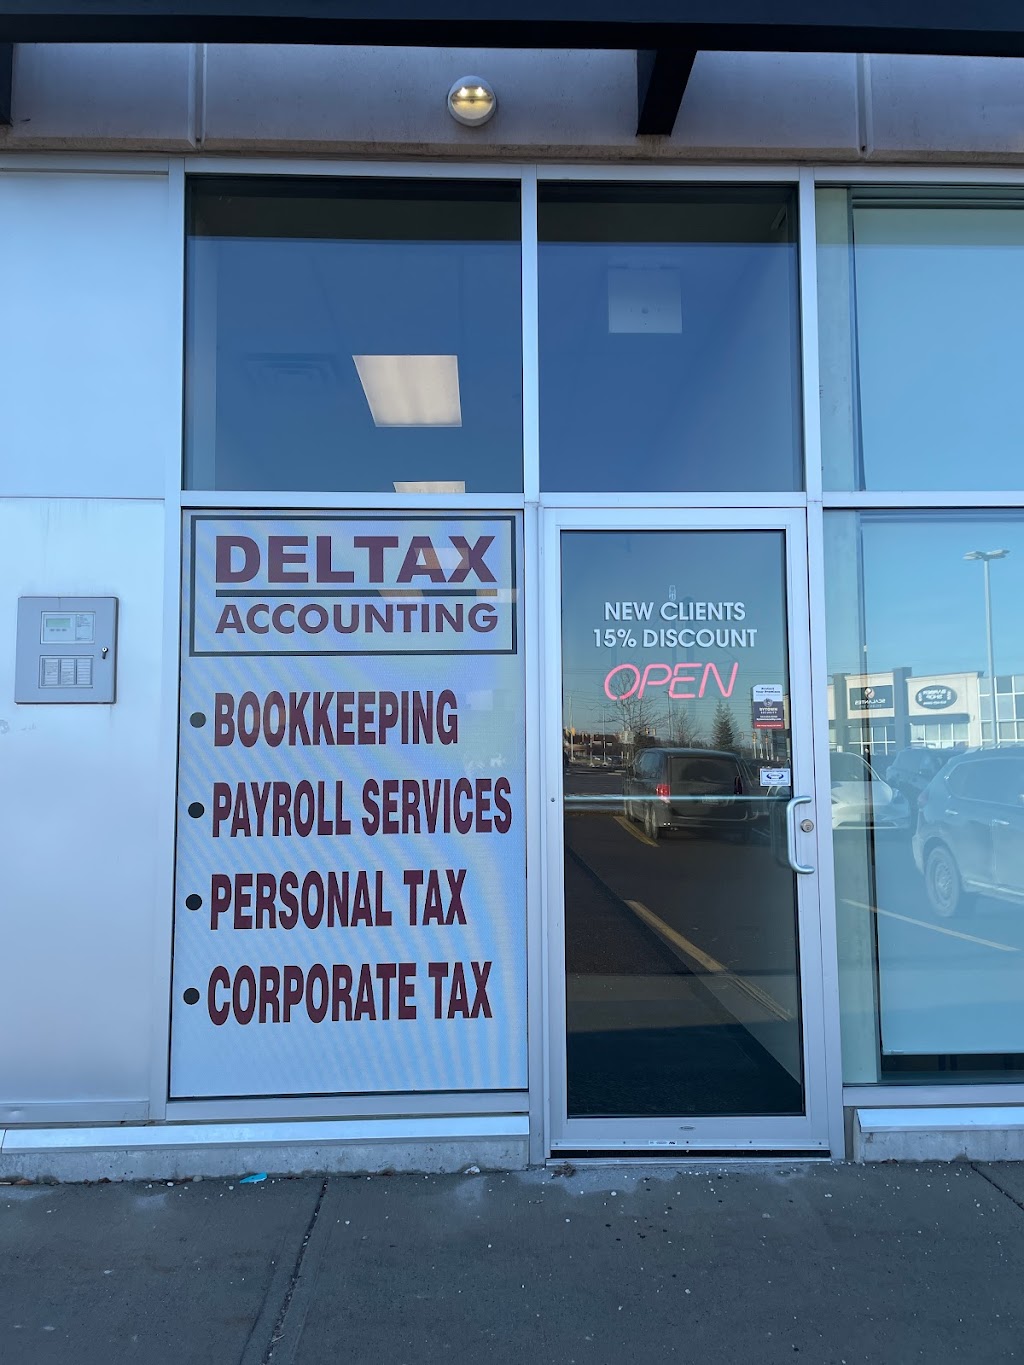 DELTAX
ACCOUNTING
• BOOKKEEPING
• PAYROLL SERVICES
• PERSONAL TAX
• CORPORATE TAX
NEW CLIENTS
15% DISCOUNT
OPEN